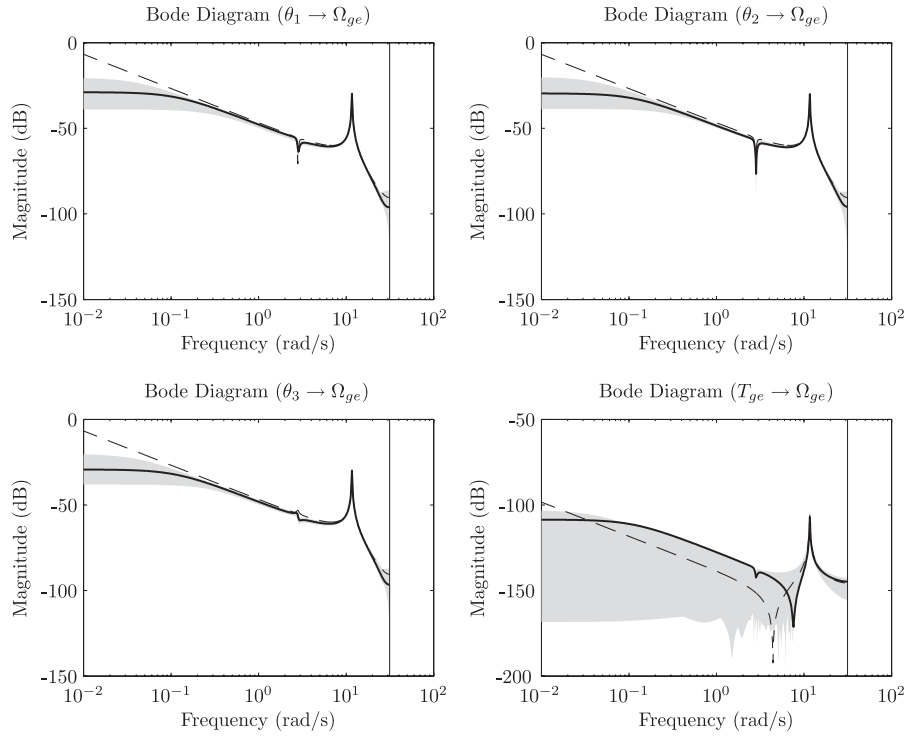 Bode Diagram (θ₁ → Ω_ge)
0
-50
-100
-150
Magnitude (dB)
10⁻² 10⁻¹ 10⁰ 10¹ 10²
Frequency (rad/s)
Bode Diagram (θ₂ → Ω_ge)
0
-50
-100
-150
Magnitude (dB)
10⁻² 10⁻¹ 10⁰ 10¹ 10²
Frequency (rad/s)
Bode Diagram (θ₃ → Ω_ge)
0
-50
-100
-150
Magnitude (dB)
10⁻² 10⁻¹ 10⁰ 10¹ 10²
Frequency (rad/s)
Bode Diagram (T_ge → Ω_ge)
-50
-100
-150
-200
Magnitude (dB)
10⁻² 10⁻¹ 10⁰ 10¹ 10²
Frequency (rad/s)